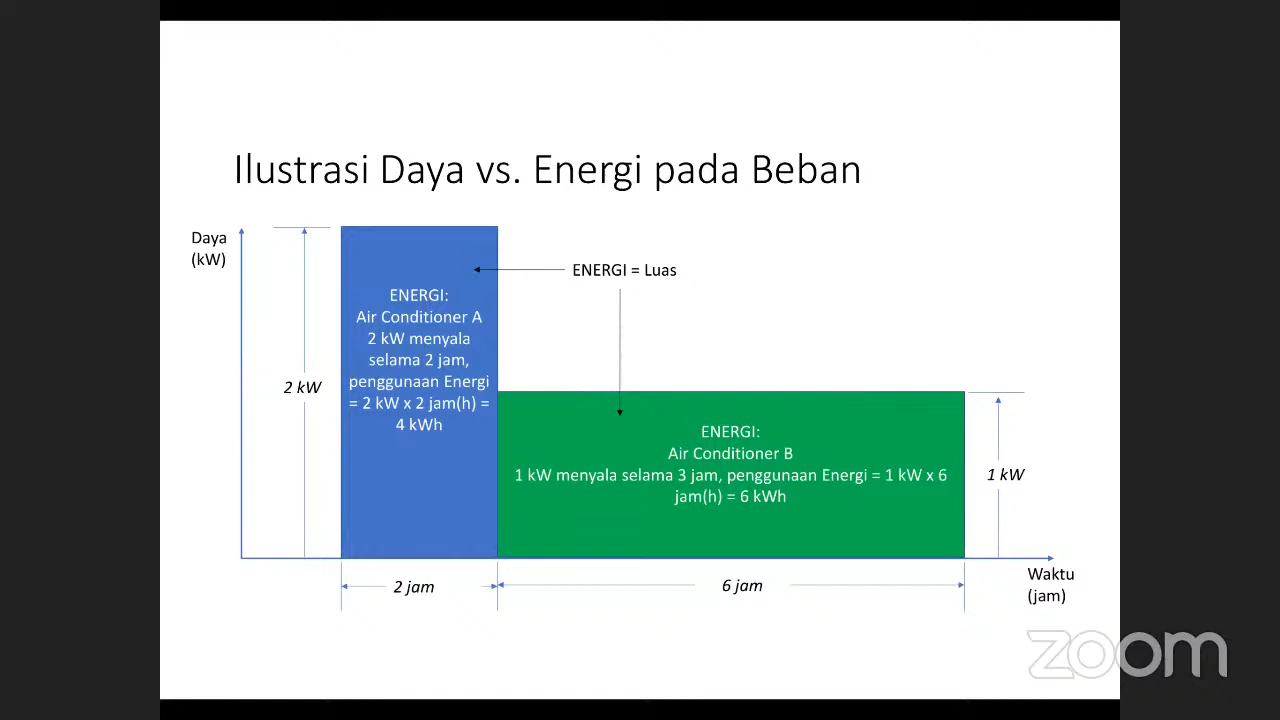 Ilustrasi Daya vs. Energi pada Beban
Daya
(kW)
ENERGI = Luas
ENERGI:
Air Conditioner A
2 kW menyala
selama 2 jam,
penggunaan Energi
= 2 kW x 2 jam(h) =
4 kWh
2 kW
ENERGI:
Air Conditioner B
1 kW menyala selama 3 jam, penggunaan Energi = 1 kW x 6
jam(h) = 6 kWh
1 kW
2 jam
6 jam
Waktu
(jam)
zoom